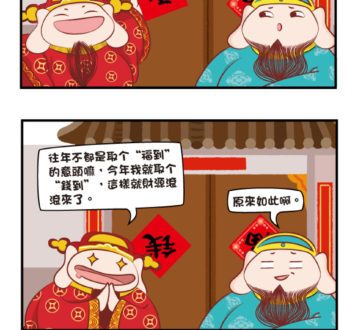 往年不都是取个“福到”
的意頭嘛，今年我就取个
“錢到”，這樣就財源滾
滾來了。
原來如此啊。
钱